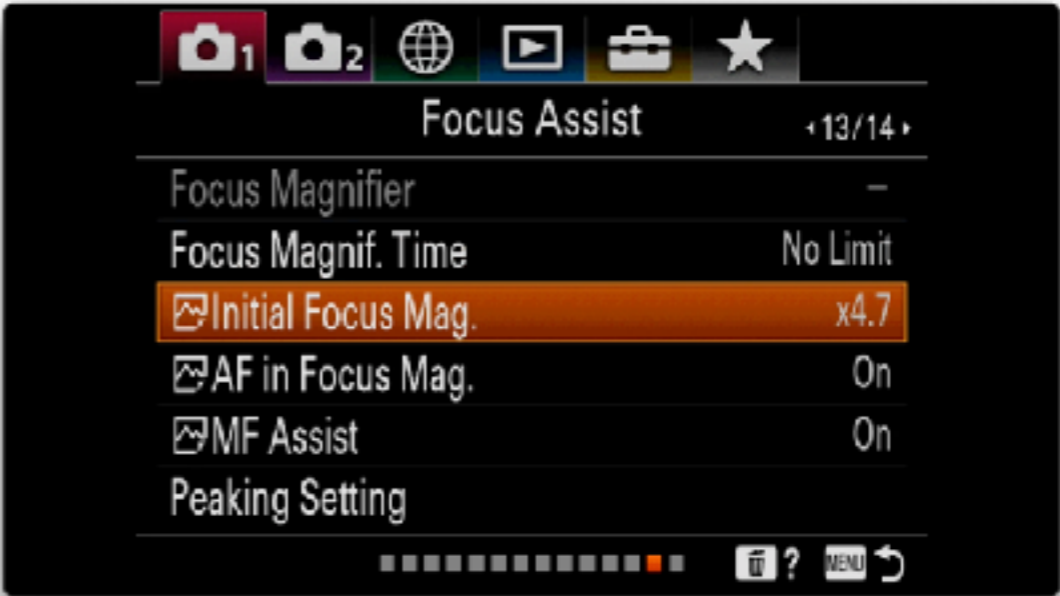 1 2
Focus Assist 13/14
Focus Magnifier –
Focus Magnif. Time No Limit
Initial Focus Mag. x4.7
AF in Focus Mag. On
MF Assist On
Peaking Setting
? MENU